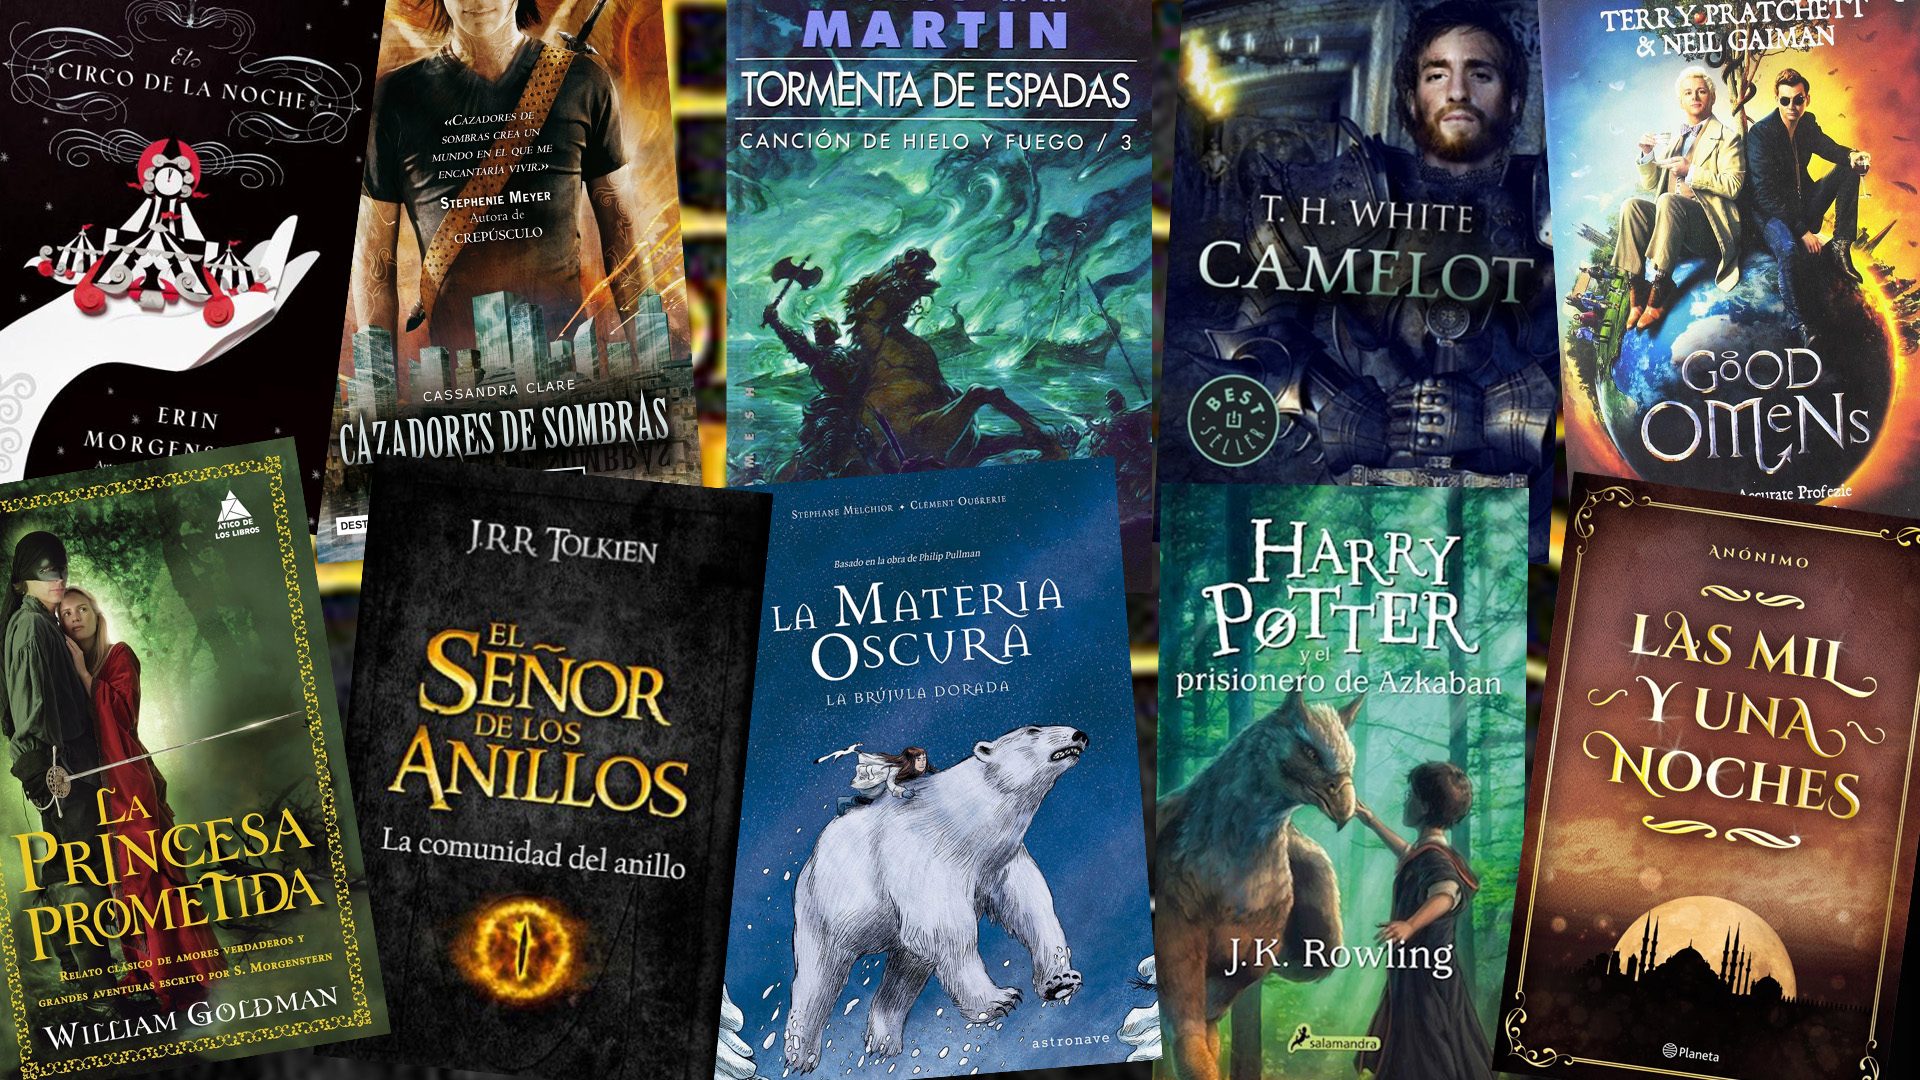 El
CIRCO DE LA NOCHE
ERIN
«CAZADORES DE
SOMBRAS CREA UN
MUNDO EN EL QUE ME
ENCANTARÍA VIVIR.»
STEPHENIE MEYER
Autora de
CREPÚSCULO
CASSANDRA CLARE
CAZADORES DE SOMBRAS
DEST
MARTIN
TORMENTA DE ESPADAS
CANCIÓN DE HIELO Y FUEGO / 3
T. H. WHITE
CAMELOT
BEST
SELLER
TERRY PRATCHETT
& NEIL GAIMAN
GOOD
OMENS
Accurate Profezie
ATICO DE
LOS LIBROS
LA
PRINCESA
PROMETIDA
RELATO CLÁSICO DE AMORES VERDADEROS Y
GRANDES AVENTURAS ESCRITO POR S. MORGENSTERN
WILLIAM GOLDMAN
J.R.R TOLKIEN
EL
SEÑOR
DE LOS
ANILLOS
La comunidad del anillo
STÉPHANE MELCHIOR ✦ CLÉMENT OUBRERIE
Basado en la obra de Philip Pullman
LA MATERIA
OSCURA
LA BRÚJULA DORADA
astronave
HARRY
POTTER
y el
prisionero de Azkaban
J.K. Rowling
salamandra
ANÓNIMO
LAS MIL
Y UNA
NOCHES
Planeta